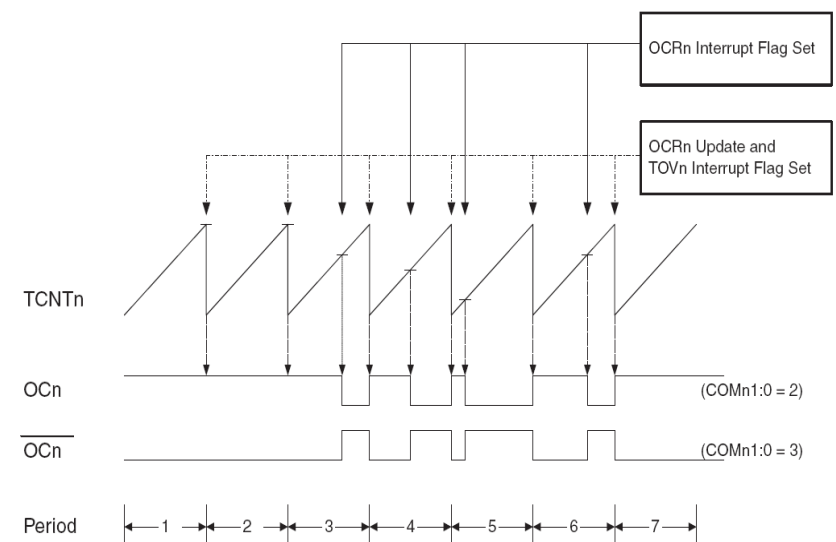 OCRn Interrupt Flag Set
OCRn Update and
TOVn Interrupt Flag Set
TCNTn
OCn
(COMn1:0 = 2)
OCn
(COMn1:0 = 3)
Period
1
2
3
4
5
6
7